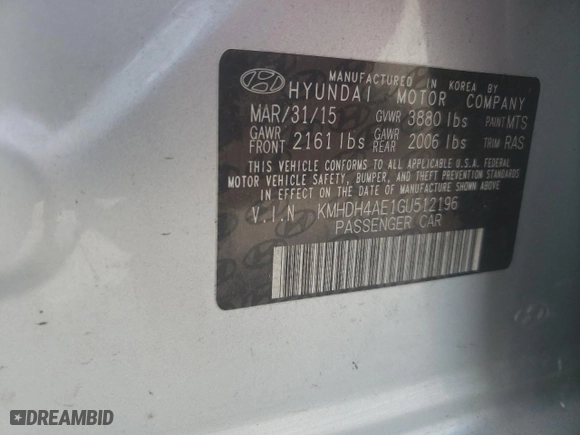 MANUFACTURED IN KOREA BY
HYUNDAI MOTOR COMPANY
MAR/31/15 GVWR 3880 lbs PAINT MTS
GAWR FRONT 2161 lbs GAWR REAR 2006 lbs TRIM RAS
THIS VEHICLE CONFORMS TO ALL APPLICABLE U.S.A. FEDERAL
MOTOR VEHICLE SAFETY, BUMPER, AND THEFT PREVENTION STANDARDS
IN EFFECT ON THE DATE OF MANUFACTURE SHOWN ABOVE.
V.I.N KMHDH4AE1GU512196
PASSENGER CAR
DREAMBID